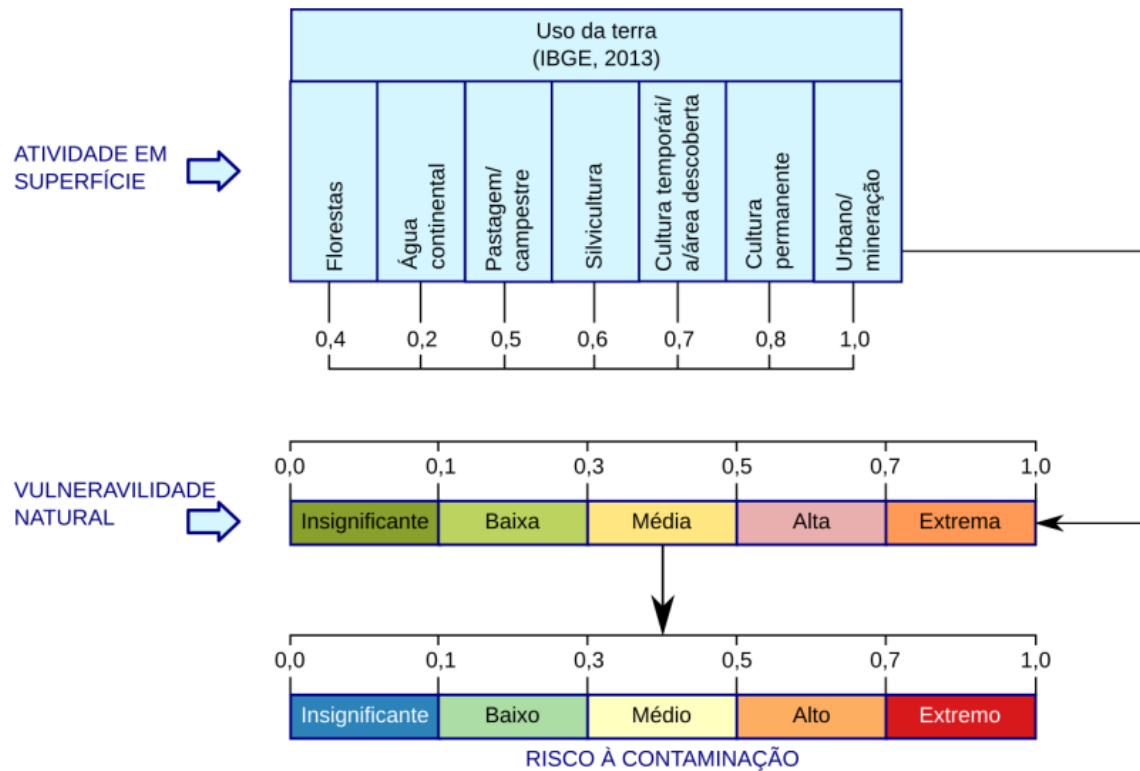 Uso da terra
(IBGE, 2013)
ATIVIDADE EM
SUPERFÍCIE
Florestas
Água
continental
Pastagem/
campestre
Silvicultura
Cultura temporári/
a/área descoberta
Cultura
permanente
Urbano/
mineração
0,4 0,2 0,5 0,6 0,7 0,8 1,0
0,0 0,1 0,3 0,5 0,7 1,0
VULNERAVILIDADE
NATURAL
Insignificante Baixa Média Alta Extrema
0,0 0,1 0,3 0,5 0,7 1,0
Insignificante Baixo Médio Alto Extremo
RISCO À CONTAMINAÇÃO